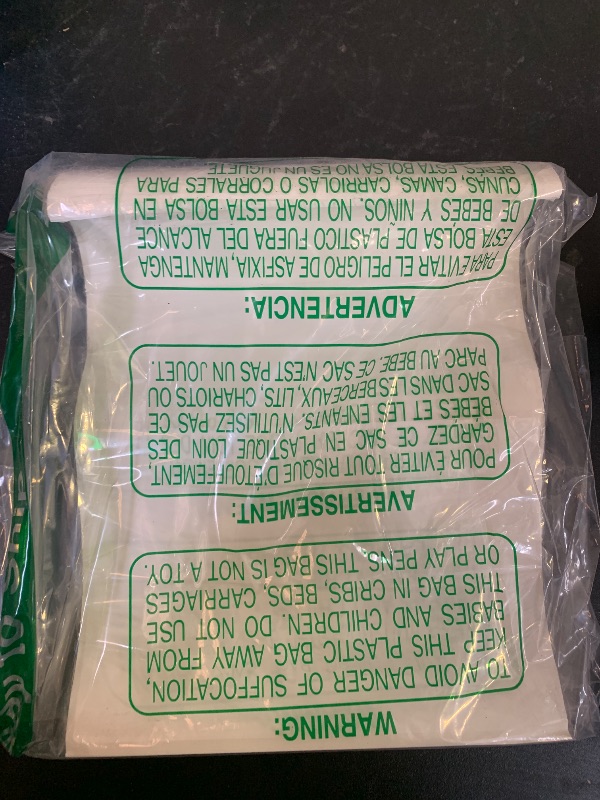 WARNING:
TO AVOID DANGER OF SUFFOCATION,
KEEP THIS PLASTIC BAG AWAY FROM
BABIES AND CHILDREN. DO NOT USE
THIS BAG IN CRIBS, BEDS, CARRIAGES
OR PLAY PENS. THIS BAG IS NOT A TOY.
AVERTISSEMENT:
POUR ÉVITER TOUT RISQUE D'ÉTOUFFEMENT,
GARDEZ CE SAC EN PLASTIQUE LOIN DES
BEBES ET LES ENFANTS. N'UTILISEZ PAS CE
SAC DANS LES BERCEAUX, LITS, CHARIOTS OU
PARC AU BEBE. CE SAC N'EST PAS UN JOUET.
ADVERTENCIA:
PARA EVITAR EL PELIGRO DE ASFIXIA, MANTENGA
ESTA BOLSA DE PLASTICO FUERA DEL ALCANCE
DE BEBES Y NIÑOS. NO USAR ESTA BOLSA EN
CUNAS, CAMAS, CARRIOLAS O CORRALES PARA
BEBES. ESTA BOLSA NO ES UN JUGUETE.